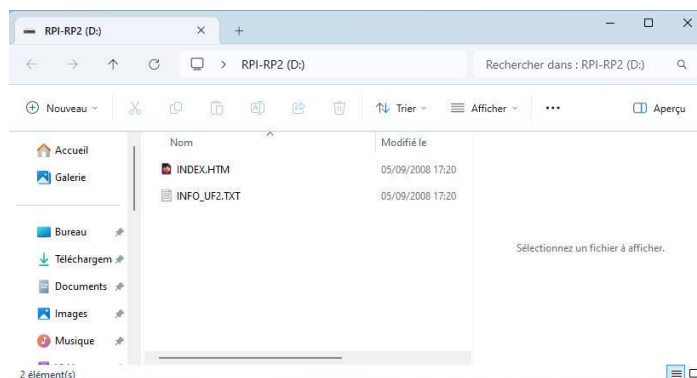 RPI-RP2 (D:)
RPI-RP2 (D:) Rechercher dans : RPI-RP2 (D:)
Nouveau Trier Afficher Aperçu
Nom Modifié le
Accueil
Galerie
INDEX.HTM 05/09/2008 17:20
INFO_UF2.TXT 05/09/2008 17:20
Bureau
Téléchargem
Documents
Images
Musique
Sélectionnez un fichier à afficher.
2 élément(s)